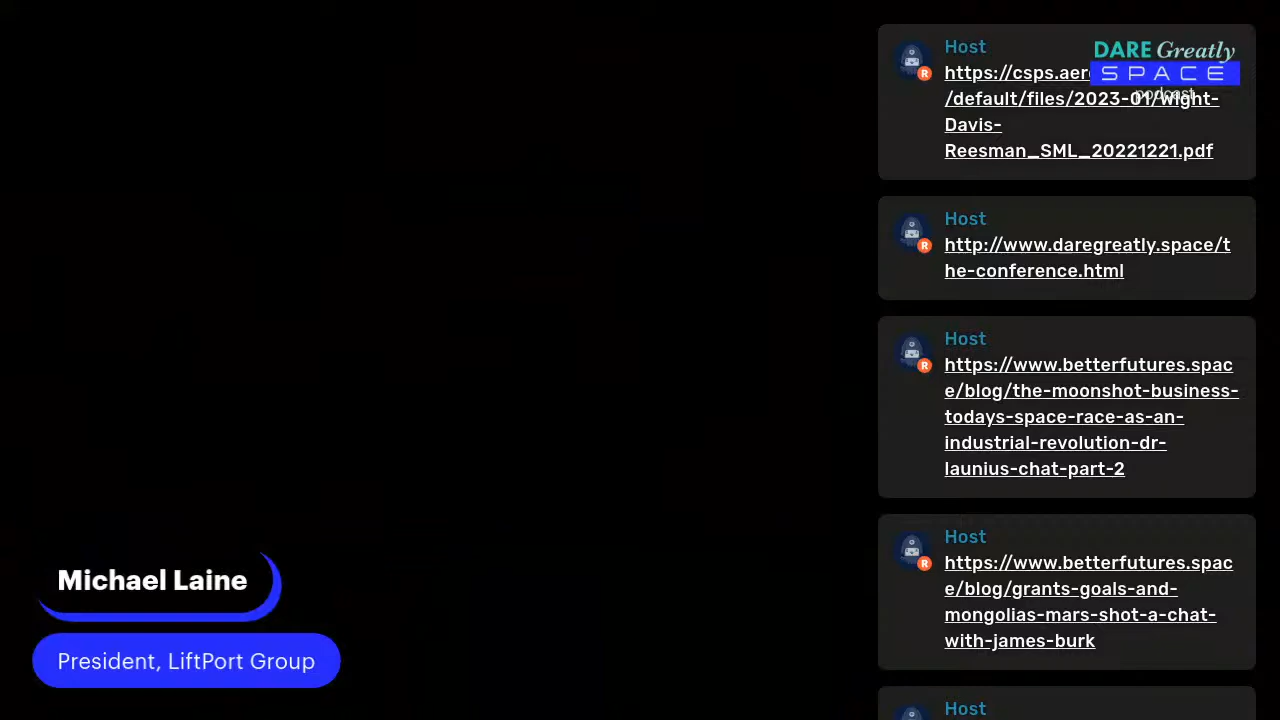 Host
https://csps.aer
/default/files/2023-01/Wight-
Davis-
Reesman_SML_20221221.pdf
DARE Greatly
SPACE
podcast
Host
http://www.daregreatly.space/t
he-conference.html
Host
https://www.betterfutures.spac
e/blog/the-moonshot-business-
todays-space-race-as-an-
industrial-revolution-dr-
launius-chat-part-2
Host
https://www.betterfutures.spac
e/blog/grants-goals-and-
mongolias-mars-shot-a-chat-
with-james-burk
Host
Michael Laine
President, LiftPort Group